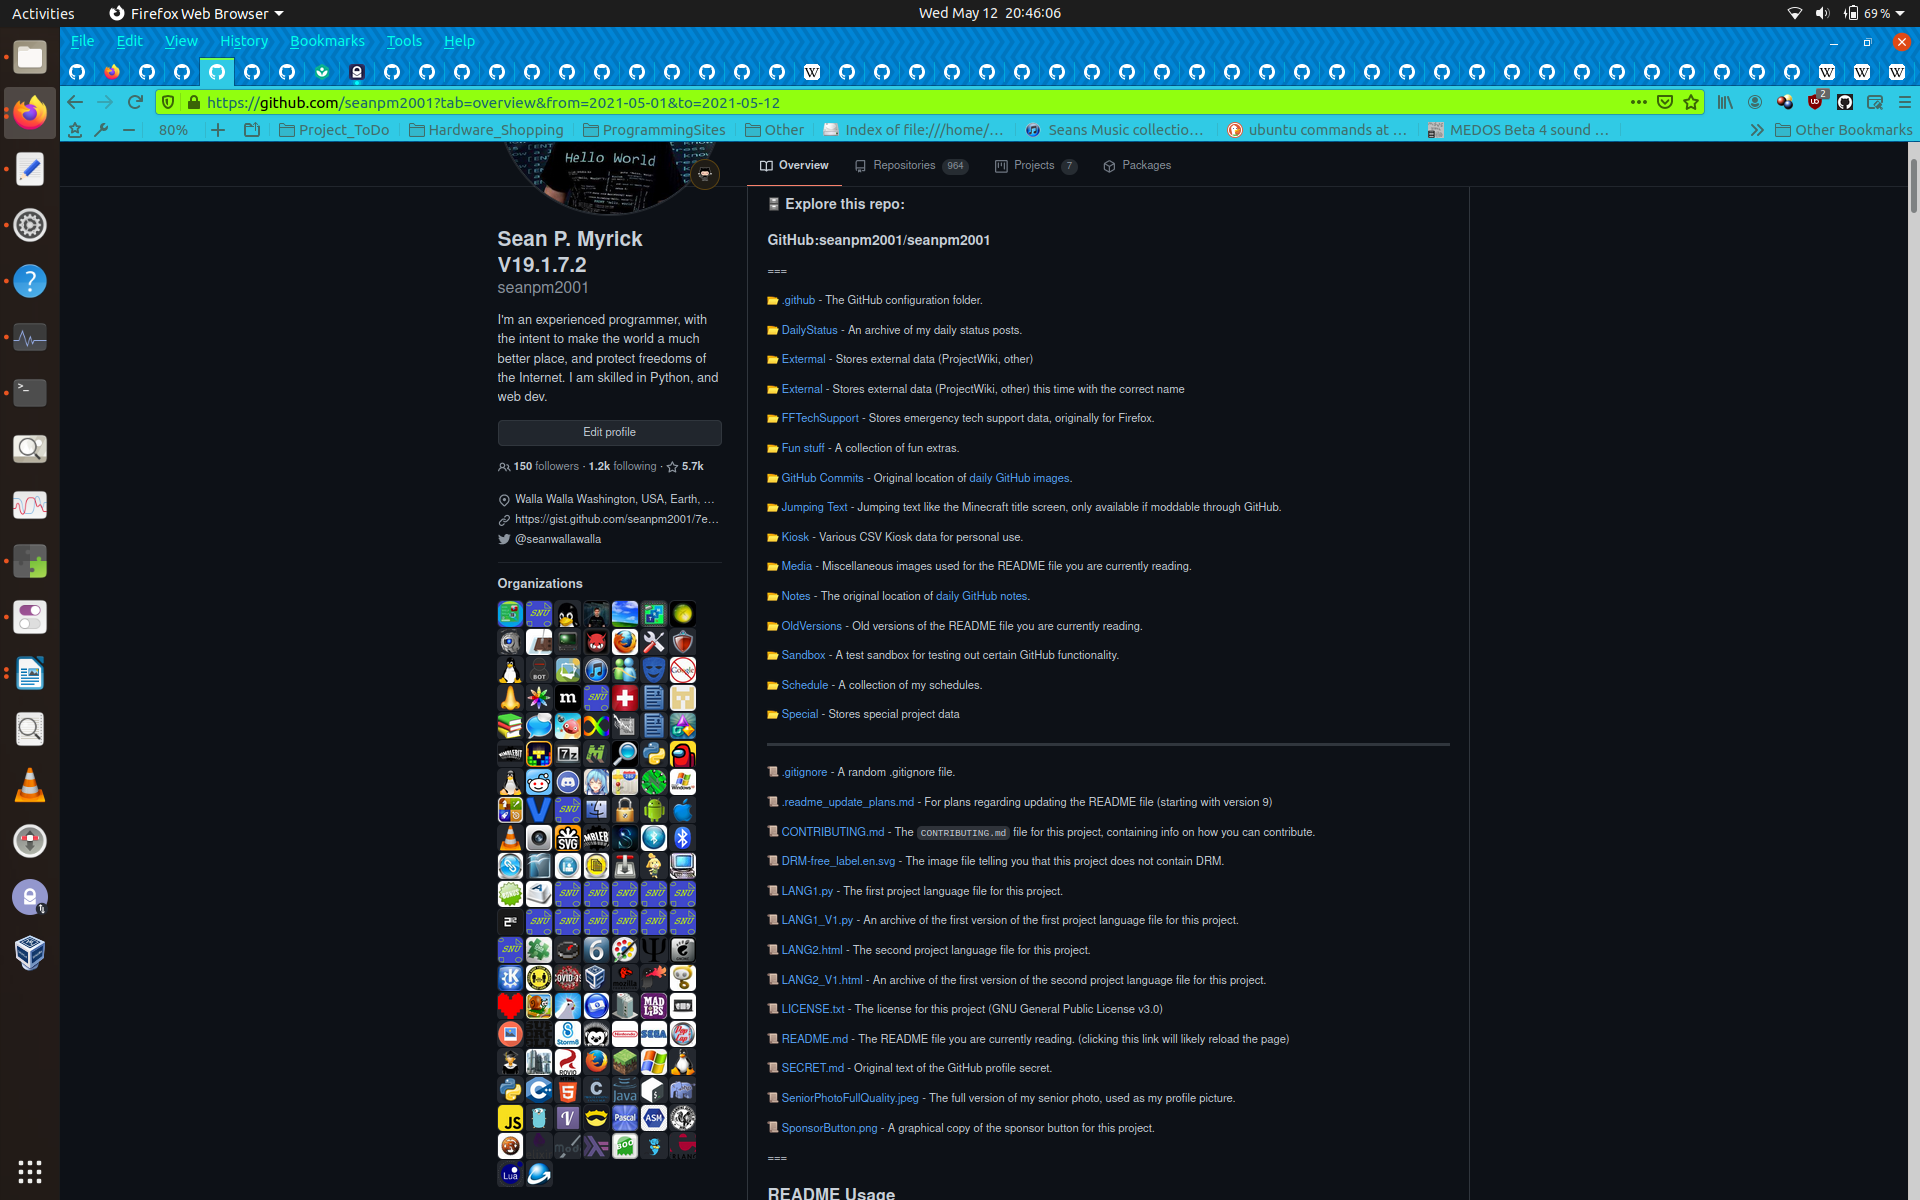 Activities
Firefox Web Browser
Wed May 12 20:46:06
69 %
File Edit View History Bookmarks Tools Help
https://github.com/seanpm2001?tab=overview&from=2021-05-01&to=2021-05-12
2
80%
Project_ToDo
Hardware_Shopping
ProgrammingSites
Other
Index of file:///home/...
Seans Music collectio...
ubuntu commands at ...
MEDOS Beta 4 sound ...
Other Bookmarks
Hello World
Overview
Repositories 964
Projects 7
Packages
Sean P. Myrick
V19.1.7.2
seanpm2001
I'm an experienced programmer, with
the intent to make the world a much
better place, and protect freedoms of
the Internet. I am skilled in Python, and
web dev.
Edit profile
150 followers · 1.2k following · 5.7k
Walla Walla Washington, USA, Earth, ...
https://gist.github.com/seanpm2001/7e...
@seanwallawalla
Organizations
Explore this repo:
GitHub:seanpm2001/seanpm2001
===
.github - The GitHub configuration folder.
DailyStatus - An archive of my daily status posts.
Extermal - Stores external data (ProjectWiki, other)
External - Stores external data (ProjectWiki, other) this time with the correct name
FFTechSupport - Stores emergency tech support data, originally for Firefox.
Fun stuff - A collection of fun extras.
GitHub Commits - Original location of daily GitHub images.
Jumping Text - Jumping text like the Minecraft title screen, only available if moddable through GitHub.
Kiosk - Various CSV Kiosk data for personal use.
Media - Miscellaneous images used for the README file you are currently reading.
Notes - The original location of daily GitHub notes.
OldVersions - Old versions of the README file you are currently reading.
Sandbox - A test sandbox for testing out certain GitHub functionality.
Schedule - A collection of my schedules.
Special - Stores special project data
.gitignore - A random .gitignore file.
.readme_update_plans.md - For plans regarding updating the README file (starting with version 9)
CONTRIBUTING.md - The CONTRIBUTING.md file for this project, containing info on how you can contribute.
DRM-free_label.en.svg - The image file telling you that this project does not contain DRM.
LANG1.py - The first project language file for this project.
LANG1_V1.py - An archive of the first version of the first project language file for this project.
LANG2.html - The second project language file for this project.
LANG2_V1.html - An archive of the first version of the second project language file for this project.
LICENSE.txt - The license for this project (GNU General Public License v3.0)
README.md - The README file you are currently reading. (clicking this link will likely reload the page)
SECRET.md - Original text of the GitHub profile secret.
SeniorPhotoFullQuality.jpeg - The full version of my senior photo, used as my profile picture.
SponsorButton.png - A graphical copy of the sponsor button for this project.
===
README Usage